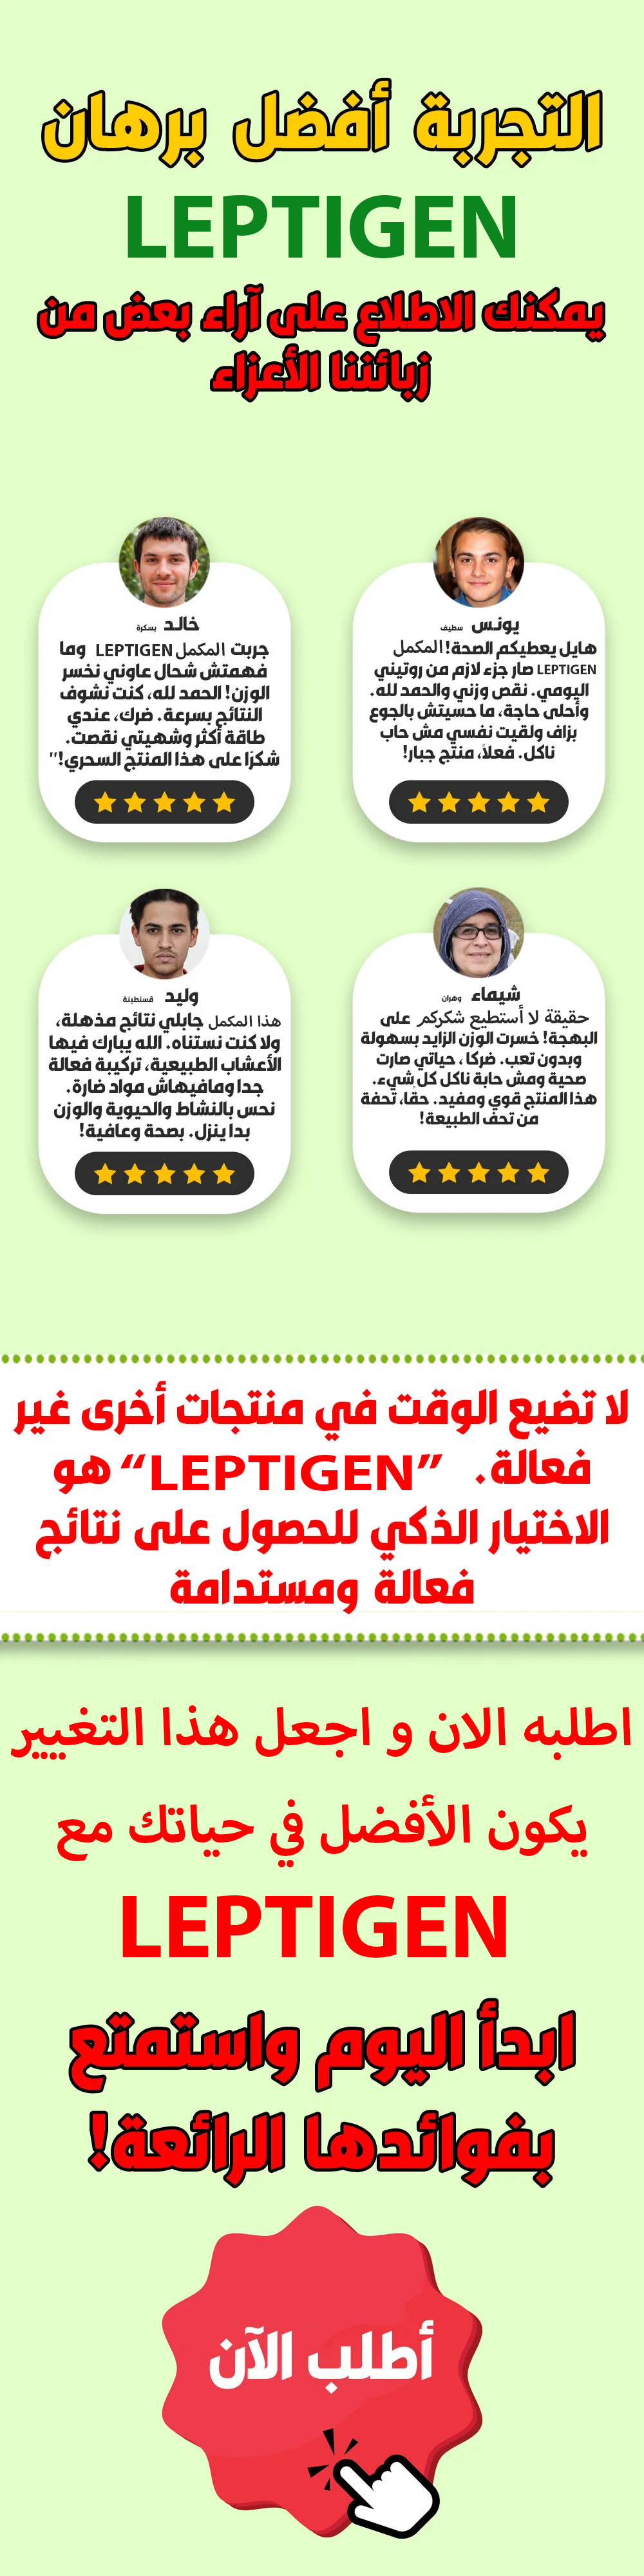 التجربة أفضل برهان
LEPTIGEN
يمكنك الاطلاع على آراء بعض من
زبائننا الأعزاء
يونس سطيف
هايل يعطيكم الصحة! المكمل
LEPTIGEN صار جزء لازم من روتيني
اليومي. نقص وزني والحمد لله.
وأحلى حاجة، ما حسيتش بالجوع
بزاف ولقيت نفسي مش حاب
ناكل. فعلاً، منتج جبار!
خالد بسكرة
جربت المكمل LEPTIGEN وما
فهمتش شحال عاوني نخسر
الوزن! الحمد لله، كنت نشوف
النتائج بسرعة. ضرك، عندي
طاقة أكثر وشهيتي نقصت.
شكرًا على هذا المنتج السحري!"
شيماء وهران
حقيقة لا أستطيع شكركم على
البهجة! خسرت الوزن الزايد بسهولة
وبدون تعب. ضركا ، حياتي صارت
صحية ومش حابة ناكل كل شيء.
هذا المنتج قوي ومفيد. حقًا، تحفة
من تحف الطبيعة!
وليد قسنطينة
هذا المكمل جابلي نتائج مذهلة،
ولا كنت نستناه. الله يبارك فيها
الأعشاب الطبيعية، تركيبة فعالة
جدا ومافيهاش مواد ضارة.
نحس بالنشاط والحيوية والوزن
بدا ينزل. بصحة وعافية!
لا تضيع الوقت في منتجات أخرى غير
فعالة. "LEPTIGEN" هو
الاختيار الذكي للحصول على نتائج
فعالة ومستدامة
اطلبه الان و اجعل هذا التغيير
يكون الأفضل في حياتك مع
LEPTIGEN
ابدأ اليوم واستمتع
بفوائدها الرائعة!
أطلب الآن